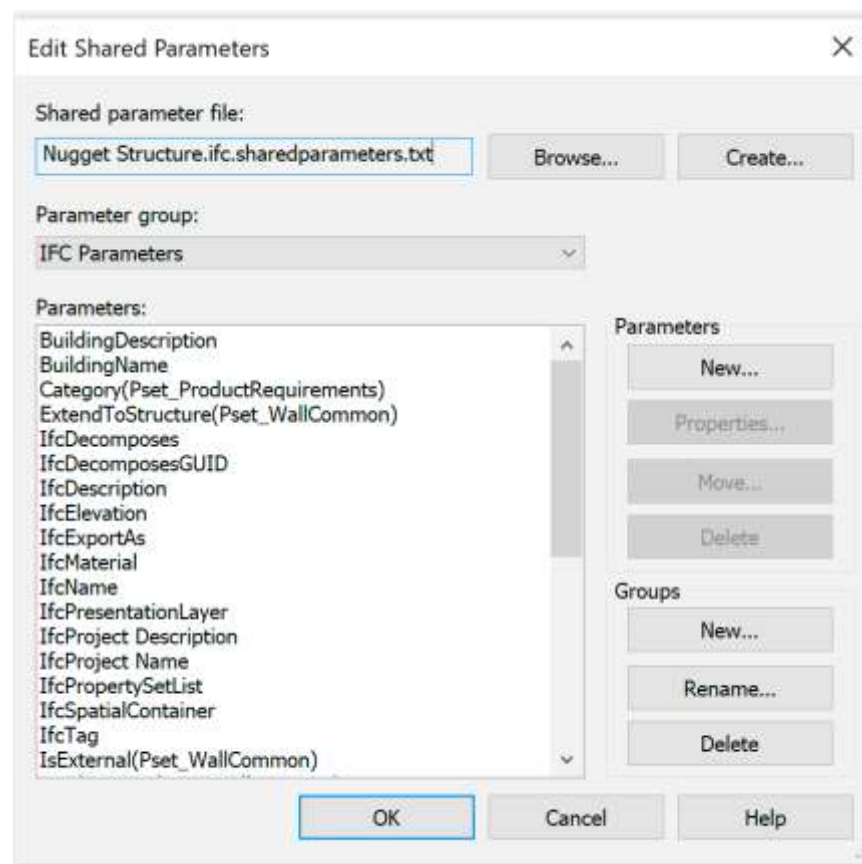 Edit Shared Parameters
Shared parameter file:
Nugget Structure.ifc.sharedparameters.txt
Browse...
Create...
Parameter group:
IFC Parameters
Parameters:
BuildingDescription
BuildingName
Category(Pset_ProductRequirements)
ExtendToStructure(Pset_WallCommon)
IfcDecomposes
IfcDecomposesGUID
IfcDescription
IfcElevation
IfcExportAs
IfcMaterial
IfcName
IfcPresentationLayer
IfcProject Description
IfcProject Name
IfcPropertySetList
IfcSpatialContainer
IfcTag
IsExternal(Pset_WallCommon)
Parameters
New...
Properties...
Move...
Delete
Groups
New...
Rename...
Delete
OK
Cancel
Help